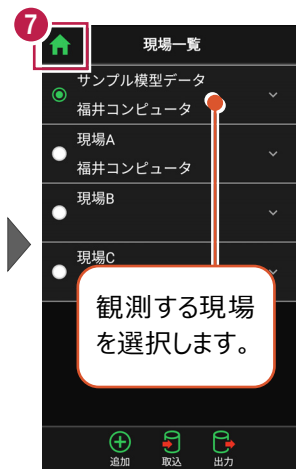 7
現場一覧
サンプル模型データ
福井コンピュータ
現場A
福井コンピュータ
現場B
現場C
観測する現場
を選択します。
追加 取込 出力